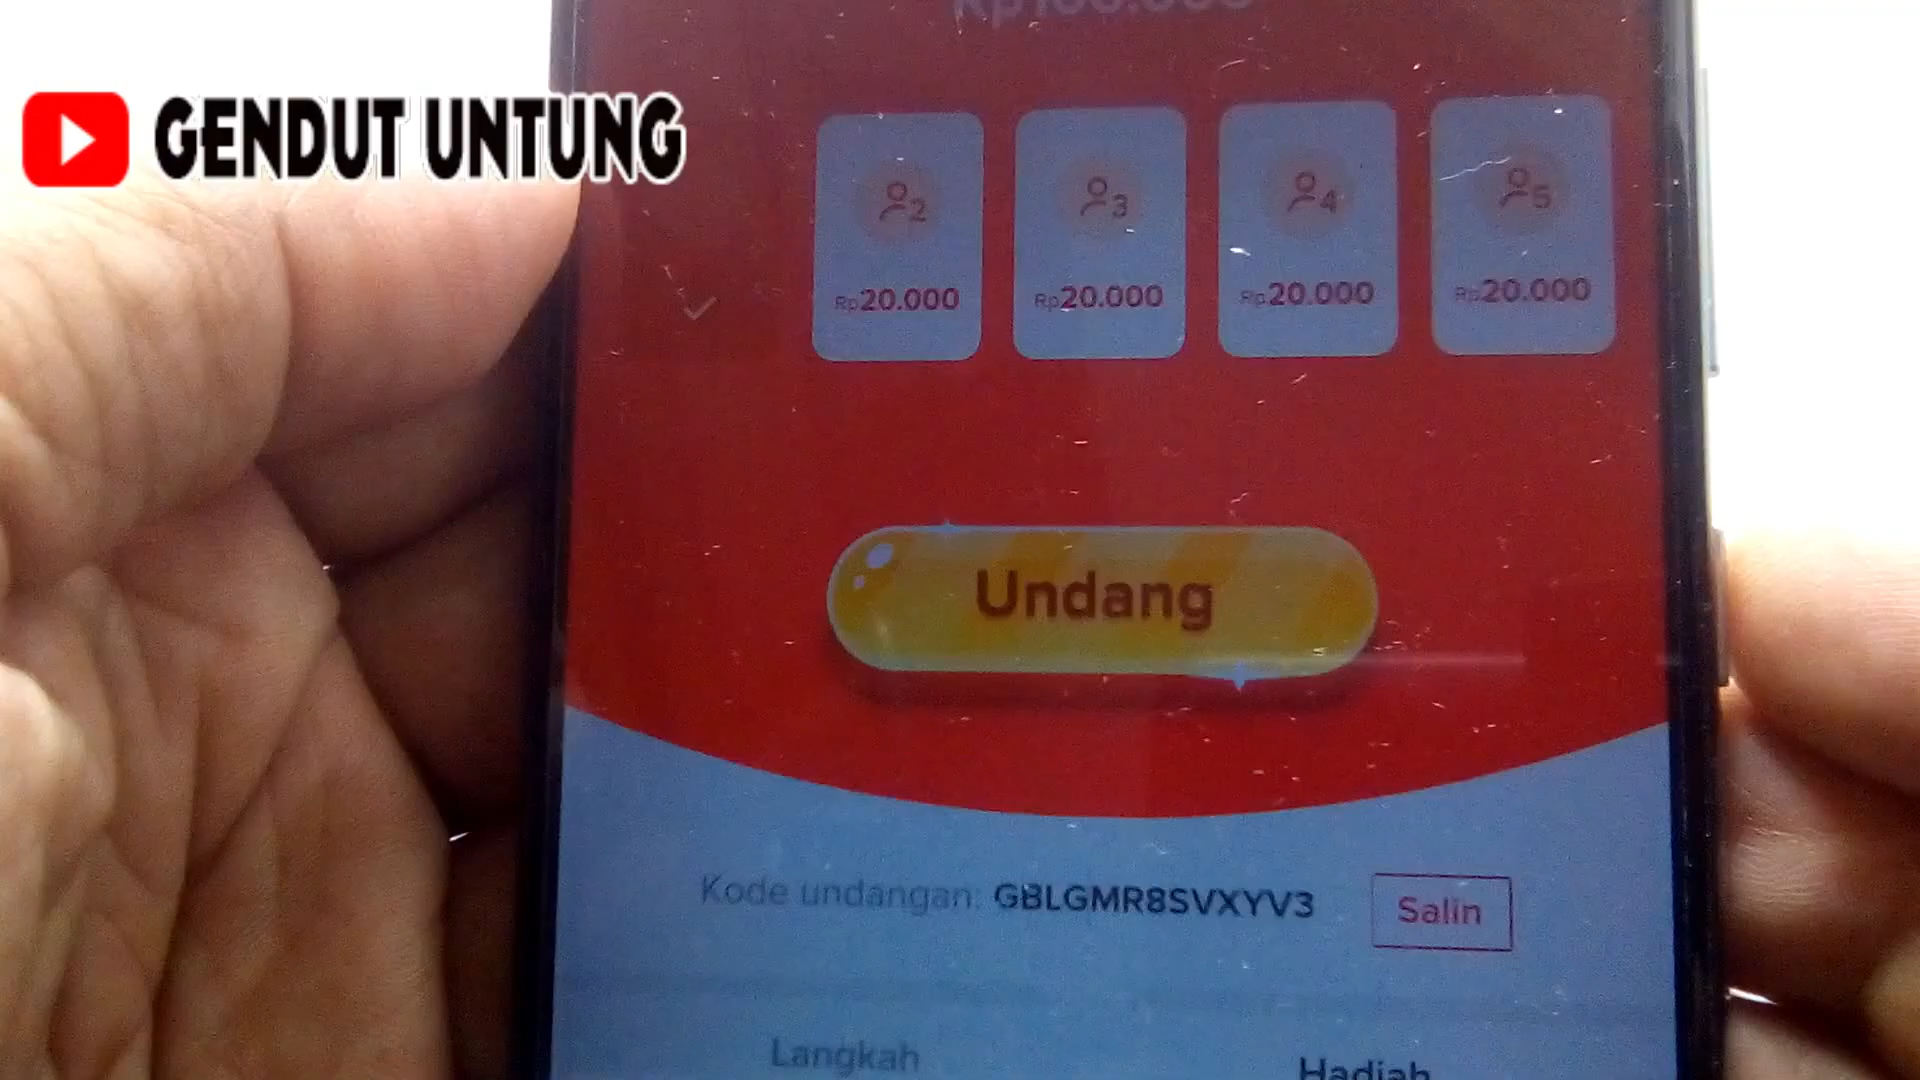 GENDUT UNTUNG
2 3 4 5
Rp20.000 Rp20.000 Rp20.000 Rp20.000
Undang
Kode undangan: GBLGMR8SVXYV3 Salin
Langkah Hadiah